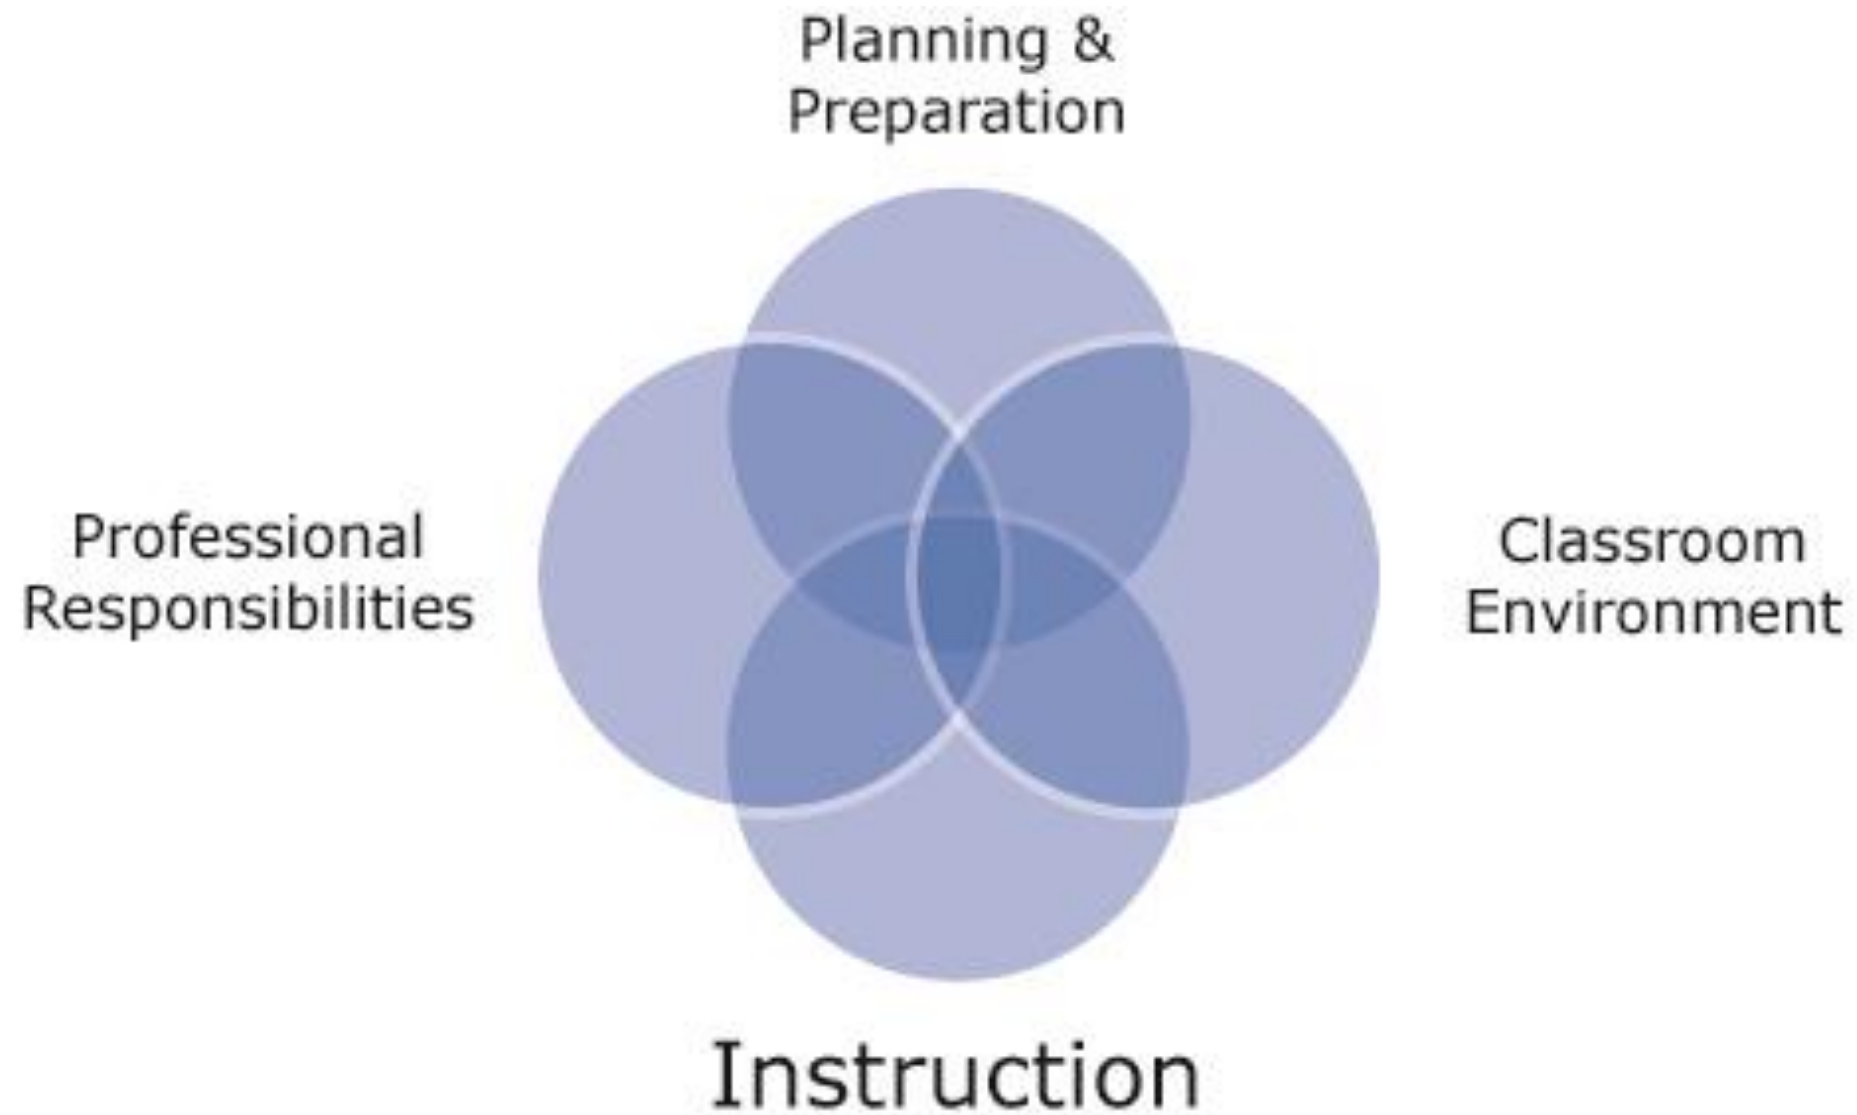 Planning &
Preparation
Professional
Responsibilities
Classroom
Environment
Instruction